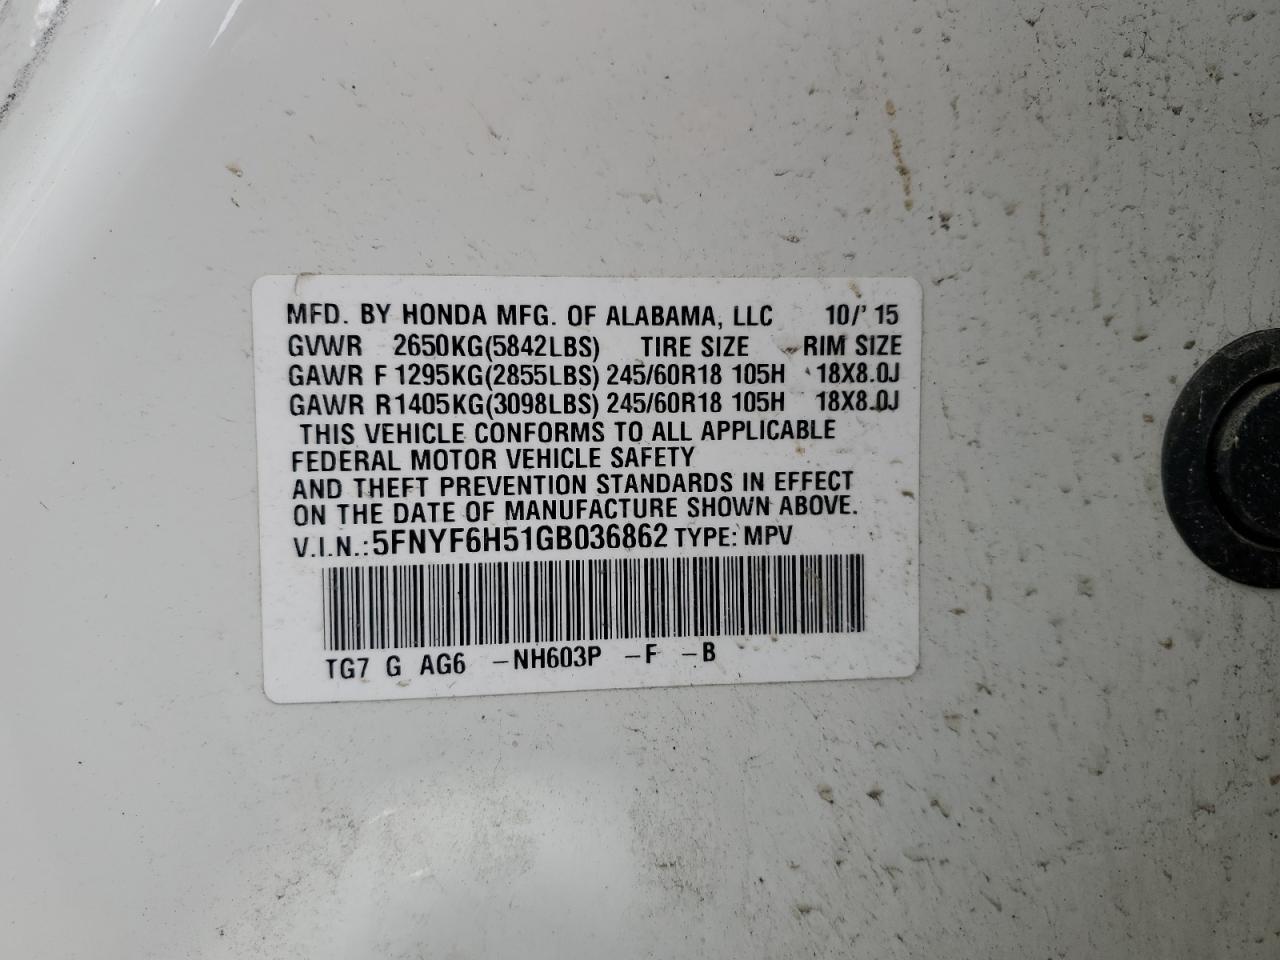 MFD. BY HONDA MFG. OF ALABAMA, LLC 10/'15
GVWR 2650KG(5842LBS) TIRE SIZE RIM SIZE
GAWR F 1295KG(2855LBS) 245/60R18 105H 18X8.0J
GAWR R1405KG(3098LBS) 245/60R18 105H 18X8.0J
THIS VEHICLE CONFORMS TO ALL APPLICABLE
FEDERAL MOTOR VEHICLE SAFETY
AND THEFT PREVENTION STANDARDS IN EFFECT
ON THE DATE OF MANUFACTURE SHOWN ABOVE.
V.I.N.:5FNYF6H51GB036862 TYPE: MPV
TG7 G AG6 -NH603P -F -B